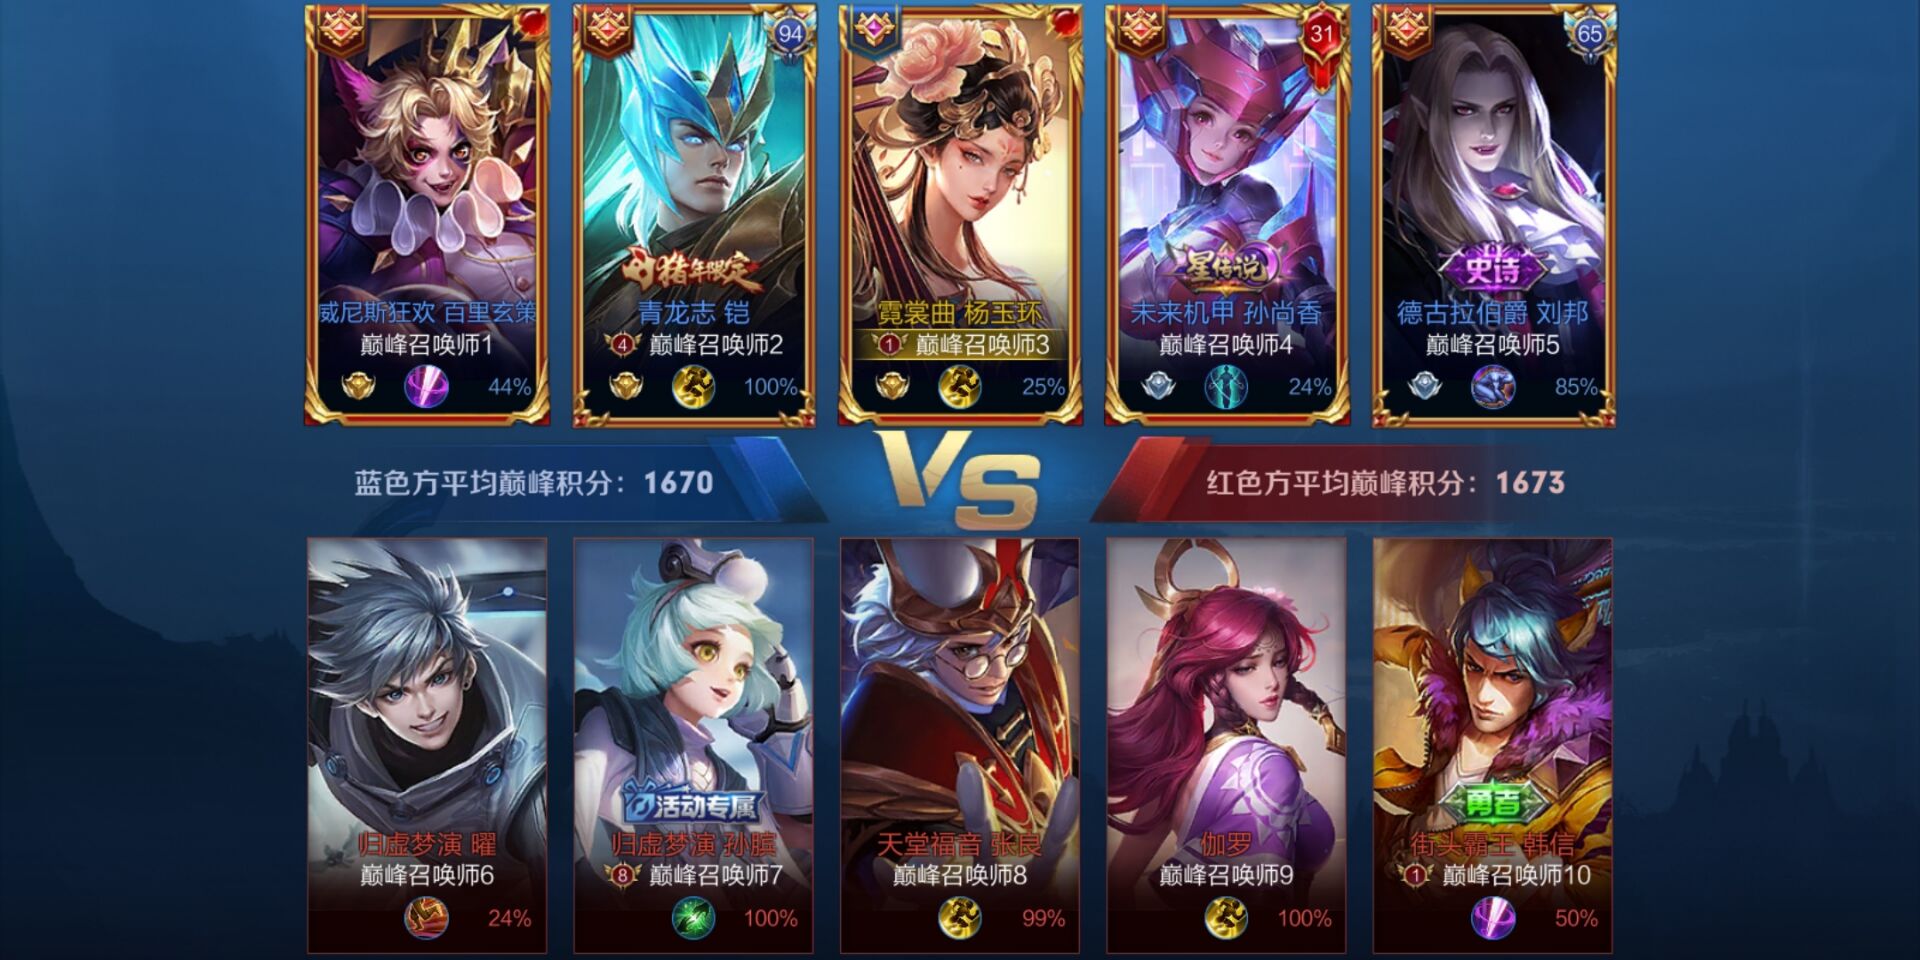 94
31
65
猪年限定
星传说
史诗
威尼斯狂欢 百里玄策
青龙志 铠
霓裳曲 杨玉环
未来机甲 孙尚香
德古拉伯爵 刘邦
巅峰召唤师1
4 巅峰召唤师2
1 巅峰召唤师3
巅峰召唤师4
巅峰召唤师5
44%
100%
25%
24%
85%
蓝色方平均巅峰积分：1670
VS
红色方平均巅峰积分：1673
活动专属
勇者
归虚梦演 曜
归虚梦演 孙膑
天堂福音 张良
伽罗
街头霸王 韩信
巅峰召唤师6
8 巅峰召唤师7
巅峰召唤师8
巅峰召唤师9
1 巅峰召唤师10
24%
100%
99%
100%
50%